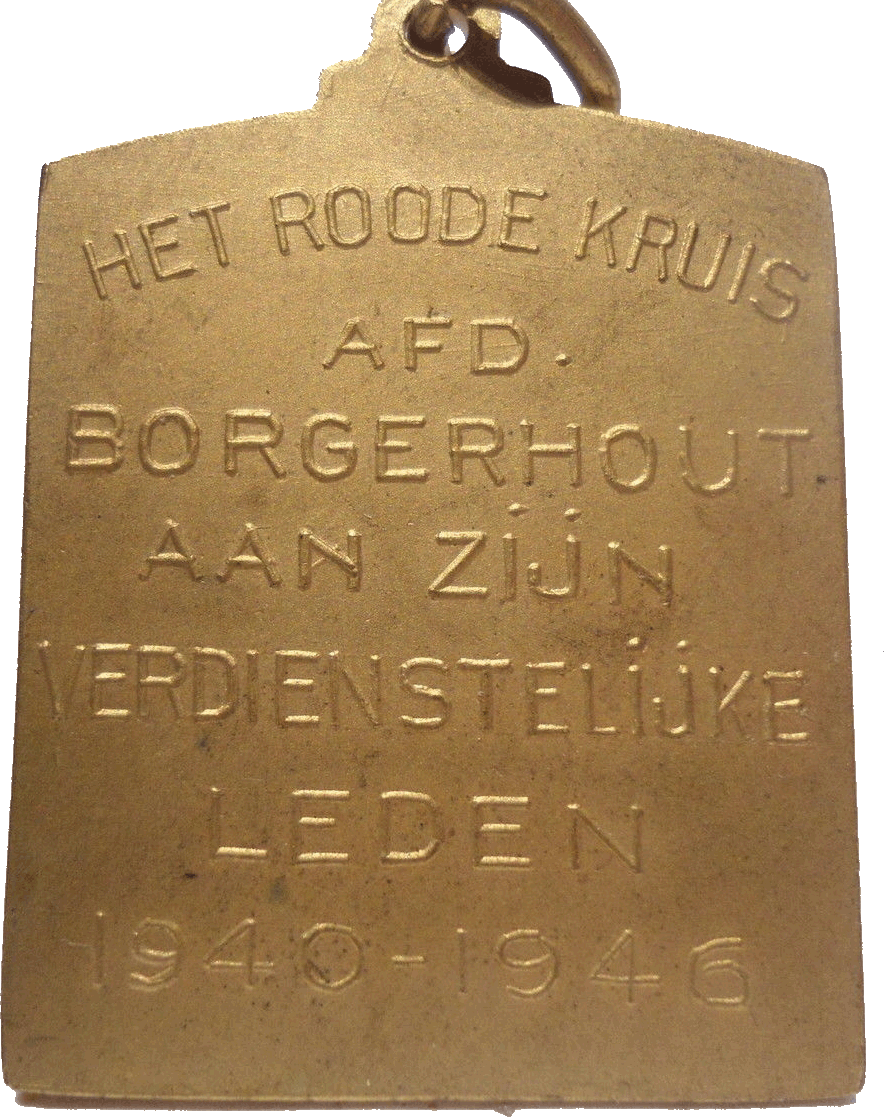 HET ROODE KRUIS
AFD.
BORGERHOUT
AAN ZIJN
VERDIENSTELIJKE
LEDEN
1940-1946